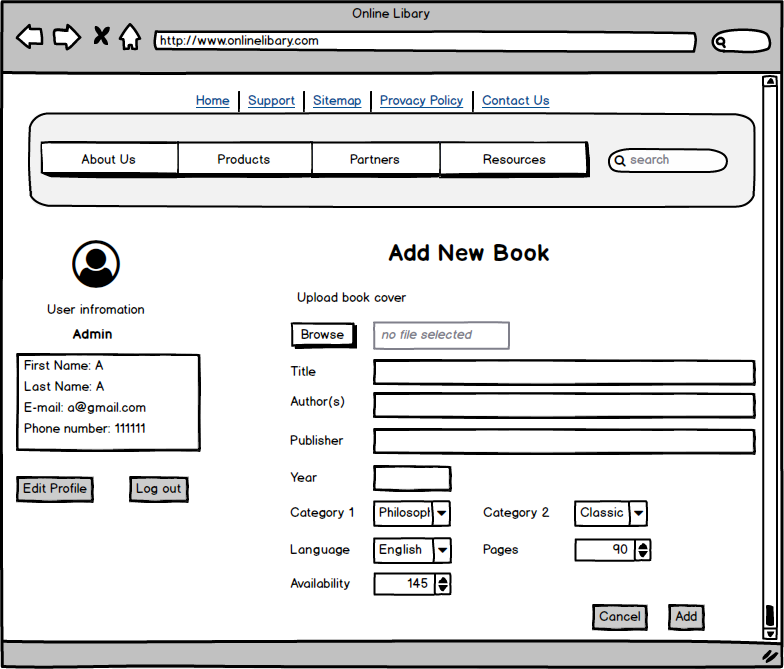 Online Libary
http://www.onlinelibary.com
Home Support Sitemap Provacy Policy Contact Us
About Us Products Partners Resources search
Add New Book
User infromation
Admin
First Name: A
Last Name: A
E-mail: a@gmail.com
Phone number: 111111
Edit Profile Log out
Upload book cover
Browse no file selected
Title
Author(s)
Publisher
Year
Category 1 Philosoph Category 2 Classic
Language English Pages 90
Availability 145
Cancel Add